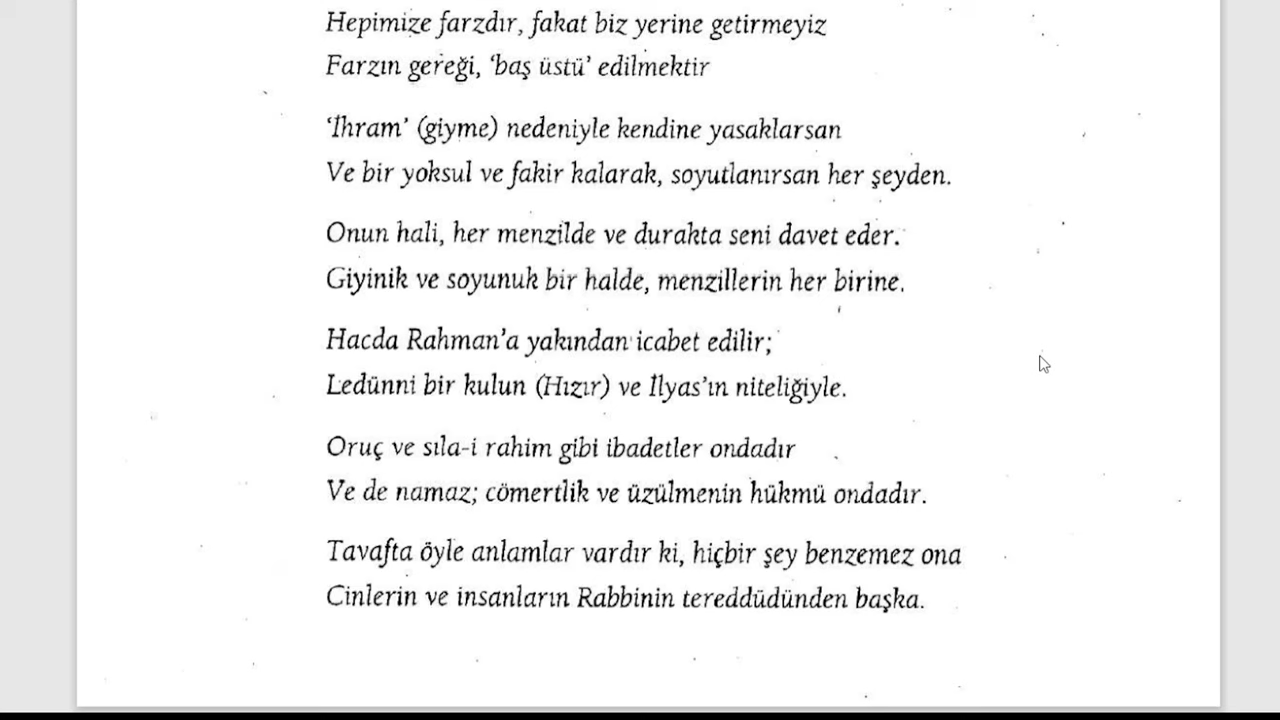 Hepimize farzdır, fakat biz yerine getirmeyiz
Farzın gereği, ‘baş üstü’ edilmektir
‘İhram’ (giyme) nedeniyle kendine yasaklarsan
Ve bir yoksul ve fakir kalarak, soyutlanırsan her şeyden.
Onun hali, her menzilde ve durakta seni davet eder.
Giyinik ve soyunuk bir halde, menzillerin her birine.
Hacda Rahman’a yakından icabet edilir;
Ledünni bir kulun (Hızır) ve İlyas’ın niteliğiyle.
Oruç ve sıla-i rahim gibi ibadetler ondadır
Ve de namaz; cömertlik ve üzülmenin hükmü ondadır.
Tavafta öyle anlamlar vardır ki, hiçbir şey benzemez ona
Cinlerin ve insanların Rabbinin tereddüdünden başka.